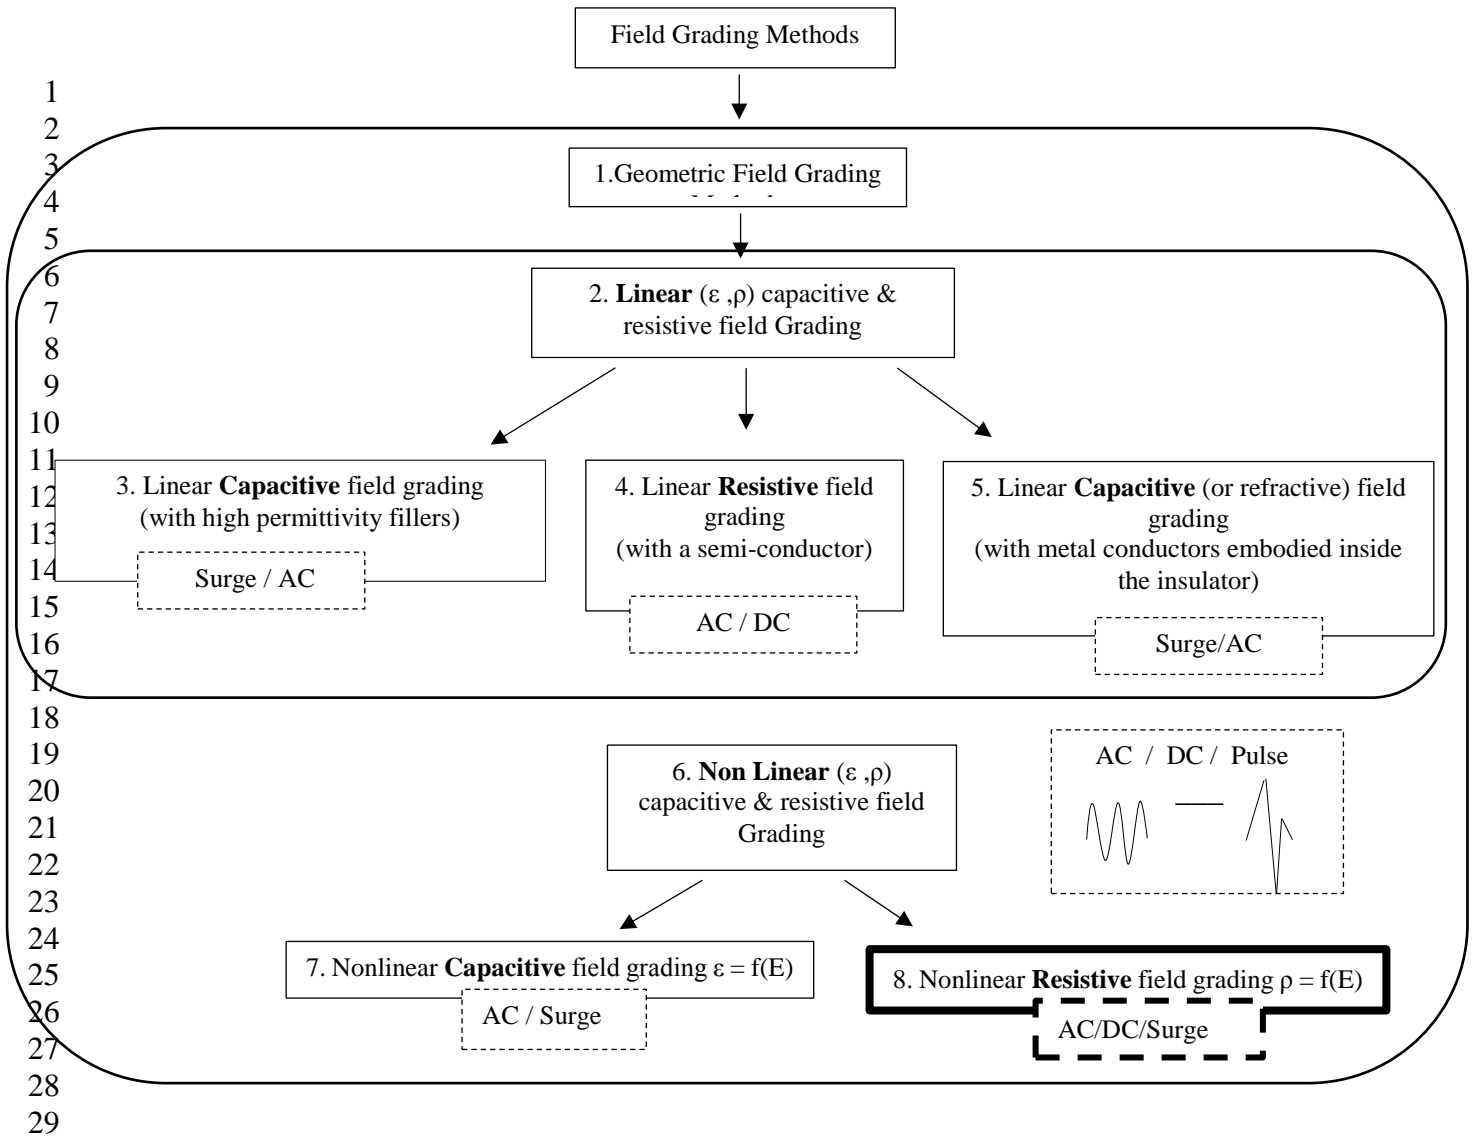 Field Grading Methods
1
2
3
1.Geometric Field Grading
4
5
6
2. Linear (ε ,ρ) capacitive &
7
resistive field Grading
8
9
10
11
3. Linear Capacitive field grading
(with high permittivity fillers)
Surge / AC
4. Linear Resistive field
grading
(with a semi-conductor)
AC / DC
5. Linear Capacitive (or refractive) field
grading
(with metal conductors embodied inside
the insulator)
Surge/AC
12
13
14
15
16
17
18
19
AC / DC / Pulse
6. Non Linear (ε ,ρ)
capacitive & resistive field
Grading
20
21
22
23
24
7. Nonlinear Capacitive field grading ε = f(E)
AC / Surge
8. Nonlinear Resistive field grading ρ = f(E)
AC/DC/Surge
25
26
27
28
29